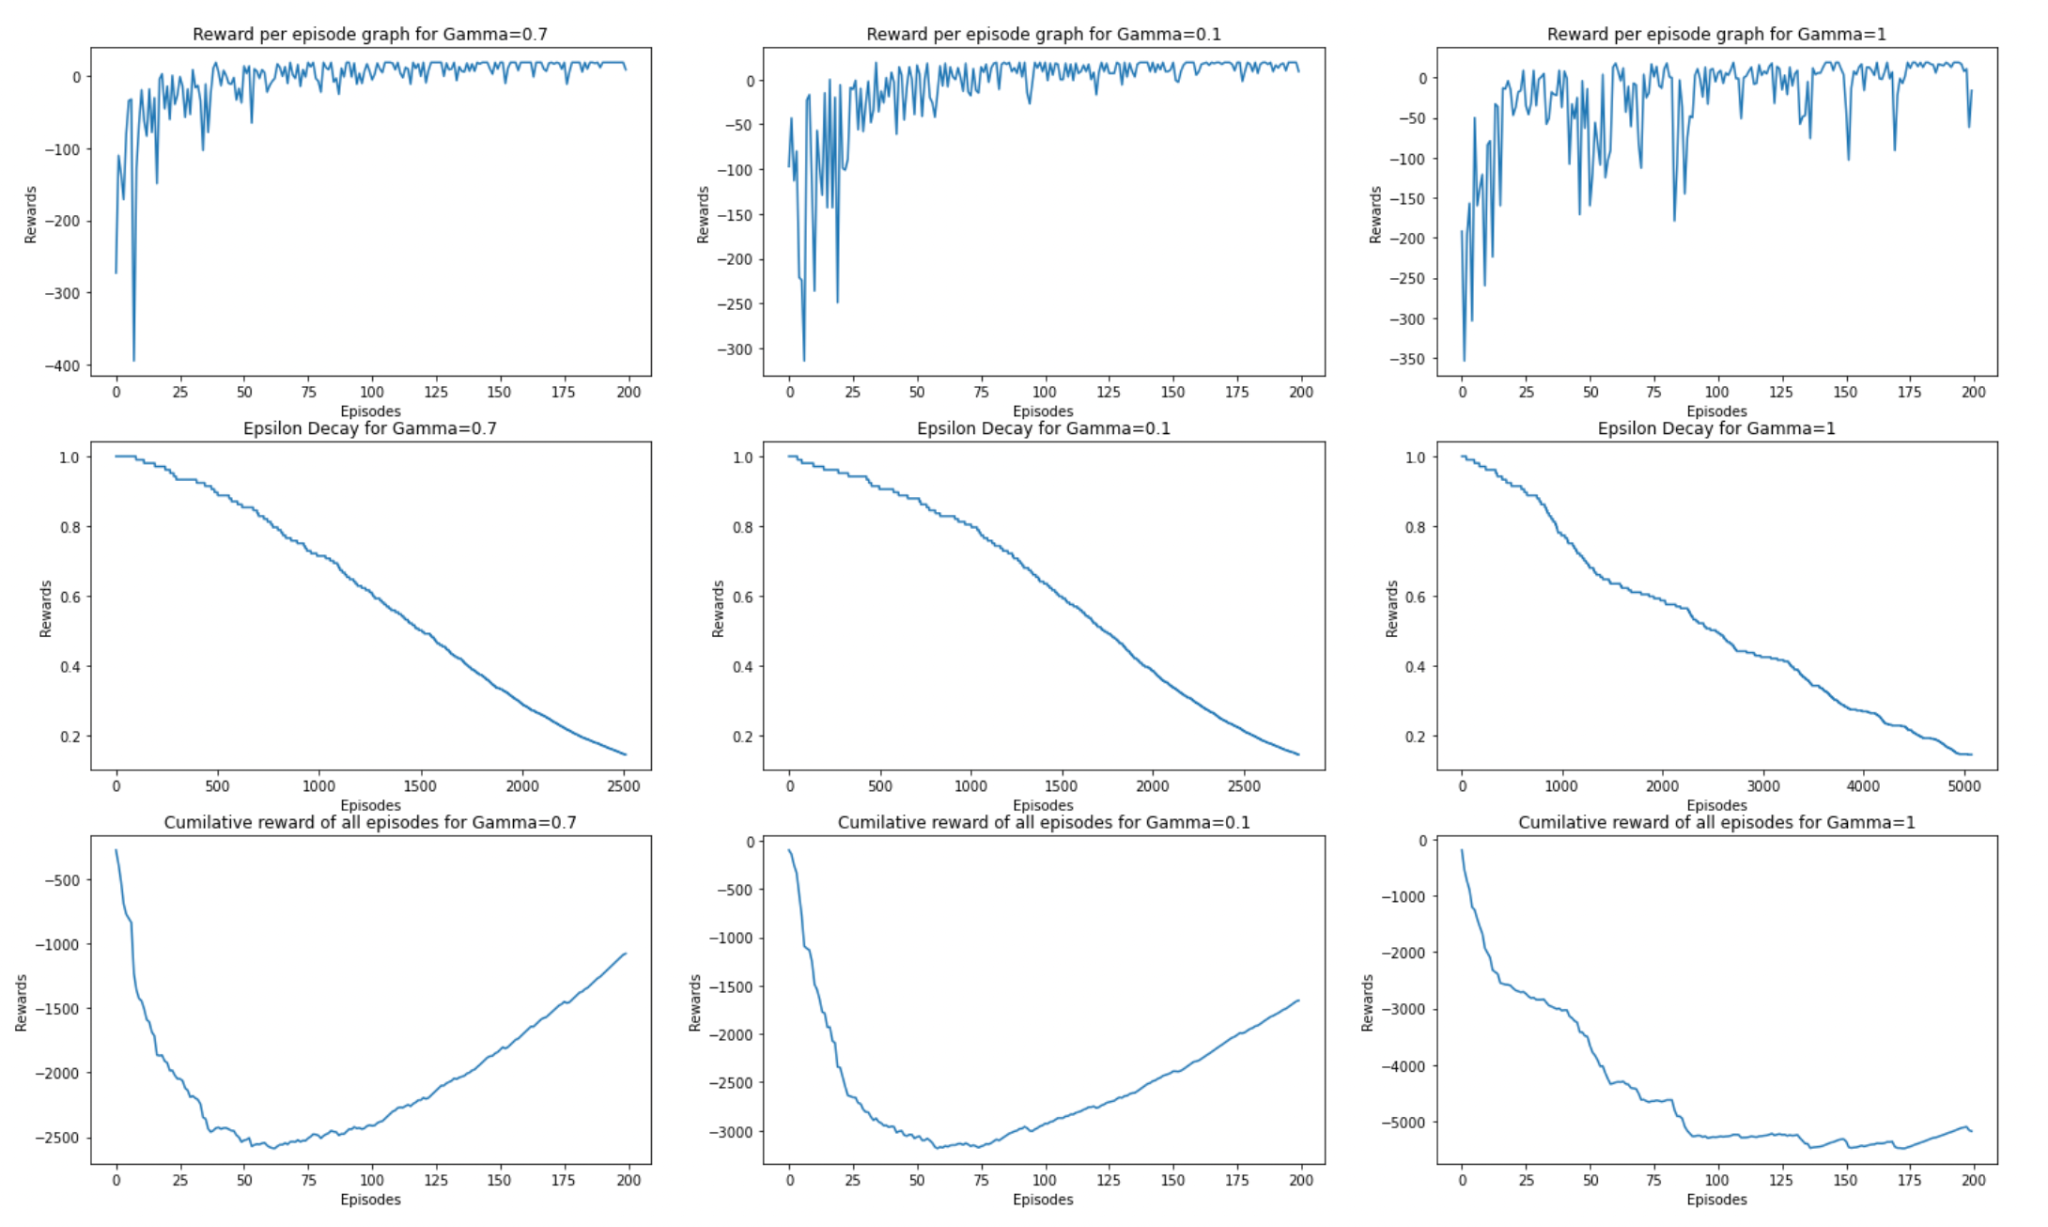 Reward per episode graph for Gamma=0.7
0
−100
−200
−300
−400
Rewards
0 25 50 75 100 125 150 175 200
Episodes
Reward per episode graph for Gamma=0.1
0
−50
−100
−150
−200
−250
−300
Rewards
0 25 50 75 100 125 150 175 200
Episodes
Reward per episode graph for Gamma=1
0
−50
−100
−150
−200
−250
−300
−350
Rewards
0 25 50 75 100 125 150 175 200
Episodes
Epsilon Decay for Gamma=0.7
1.0
0.8
0.6
0.4
0.2
Rewards
0 500 1000 1500 2000 2500
Episodes
Epsilon Decay for Gamma=0.1
1.0
0.8
0.6
0.4
0.2
Rewards
0 500 1000 1500 2000 2500
Episodes
Epsilon Decay for Gamma=1
1.0
0.8
0.6
0.4
0.2
Rewards
0 1000 2000 3000 4000 5000
Episodes
Cumilative reward of all episodes for Gamma=0.7
−500
−1000
−1500
−2000
−2500
Rewards
0 25 50 75 100 125 150 175 200
Episodes
Cumilative reward of all episodes for Gamma=0.1
0
−500
−1000
−1500
−2000
−2500
−3000
Rewards
0 25 50 75 100 125 150 175 200
Episodes
Cumilative reward of all episodes for Gamma=1
0
−1000
−2000
−3000
−4000
−5000
Rewards
0 25 50 75 100 125 150 175 200
Episodes